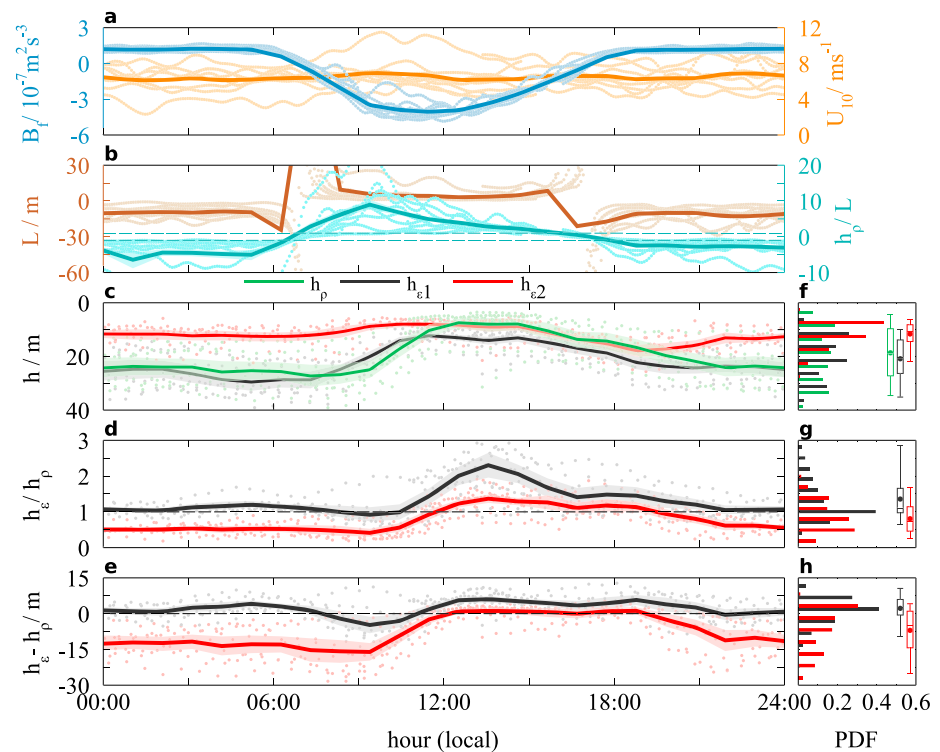 a
3
0
-3
-6
B_f / 10^-7 m^2 s^-3
12
8
4
0
U_10 / ms^-1
b
30
0
-30
-60
L / m
20
10
0
-10
h_ρ / L
h_ρ
h_ε1
h_ε2
c
0
20
40
h / m
f
d
3
2
1
0
h_ε / h_ρ
g
e
15
0
-15
-30
h_ε - h_ρ / m
h
00:00
06:00
12:00
18:00
24:00
0.2
0.4
0.6
hour (local)
PDF